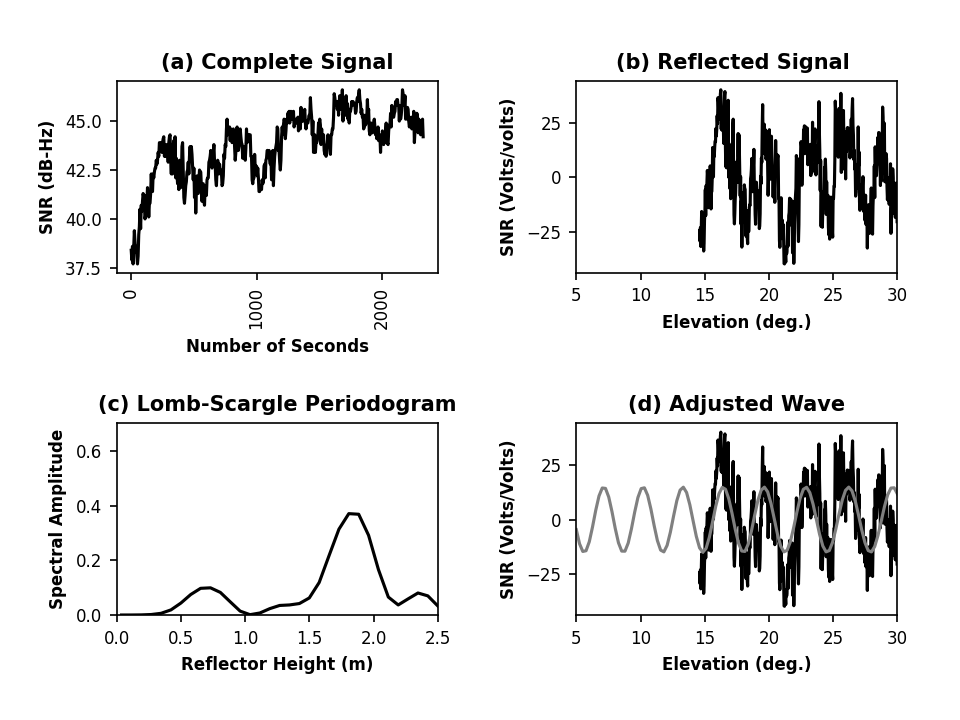 (a) Complete Signal
SNR (dB-Hz)
45.0
42.5
40.0
37.5
0
1000
2000
Number of Seconds
(b) Reflected Signal
SNR (Volts/volts)
25
0
−25
5
10
15
20
25
30
Elevation (deg.)
(c) Lomb-Scargle Periodogram
Spectral Amplitude
0.6
0.4
0.2
0.0
0.0
0.5
1.0
1.5
2.0
2.5
Reflector Height (m)
(d) Adjusted Wave
SNR (Volts/Volts)
25
0
−25
5
10
15
20
25
30
Elevation (deg.)